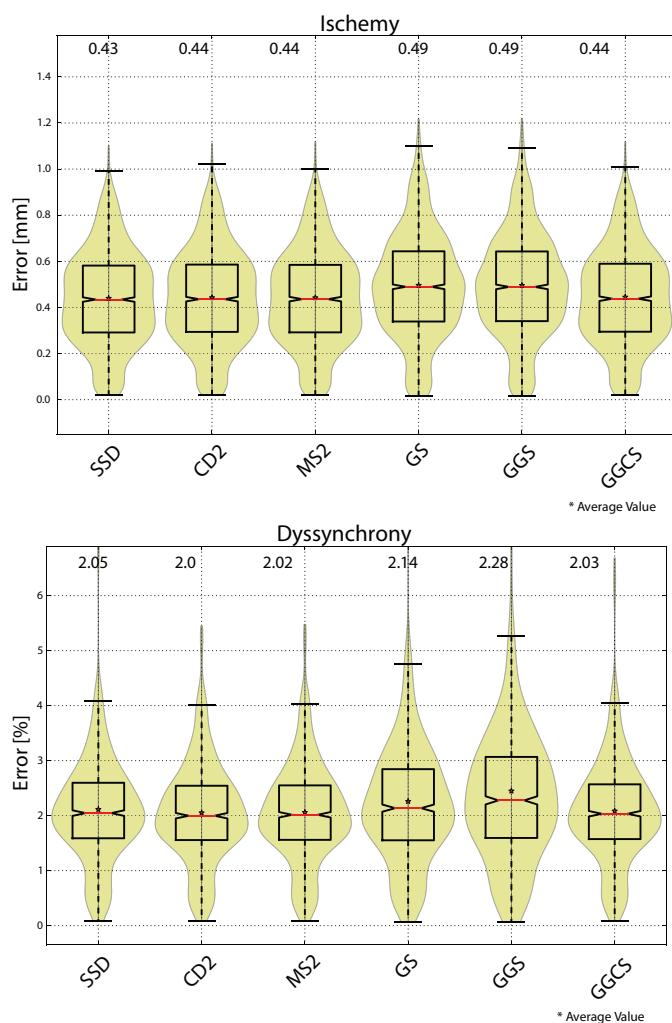 Ischemy
0.43 0.44 0.44 0.49 0.49 0.44
1.4
1.2
1.0
0.8
0.6
0.4
0.2
0.0
Error [mm]
SSD CD2 MS2 GS GGS GGCS
* Average Value
Dyssynchrony
2.05 2.0 2.02 2.14 2.28 2.03
6
5
4
3
2
1
0
Error [%]
SSD CD2 MS2 GS GGS GGCS
* Average Value